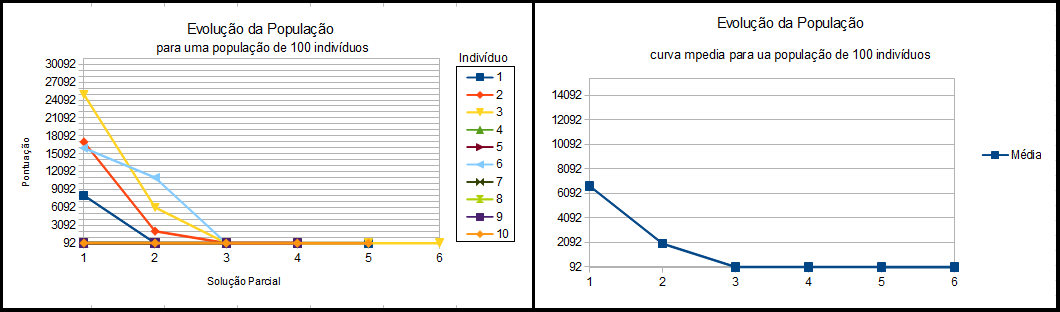 Evolução da População
para uma população de 100 indivíduos
Indivíduo
Pontuação
30092
27092
24092
21092
18092
15092
12092
9092
6092
3092
92
1 2 3 4 5 6
Solução Parcial
1
2
3
4
5
6
7
8
9
10
Evolução da População
curva mpedia para ua população de 100 indivíduos
14092
12092
10092
8092
6092
4092
2092
92
1 2 3 4 5 6
Média